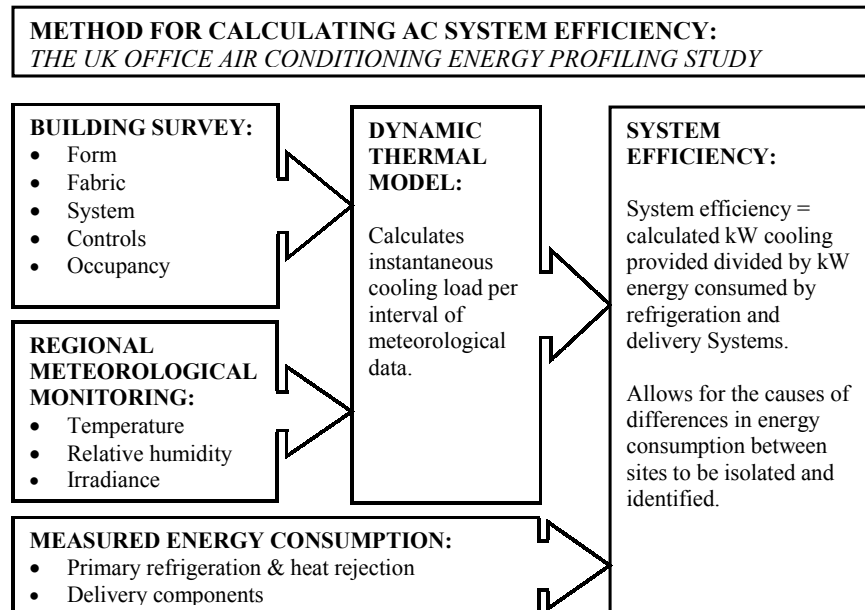 METHOD FOR CALCULATING AC SYSTEM EFFICIENCY:
THE UK OFFICE AIR CONDITIONING ENERGY PROFILING STUDY
BUILDING SURVEY:
• Form
• Fabric
• System
• Controls
• Occupancy
REGIONAL
METEOROLOGICAL
MONITORING:
• Temperature
• Relative humidity
• Irradiance
MEASURED ENERGY CONSUMPTION:
• Primary refrigeration & heat rejection
• Delivery components
DYNAMIC
THERMAL
MODEL:
Calculates
instantaneous
cooling load per
interval of
meteorological
data.
SYSTEM
EFFICIENCY:
System efficiency =
calculated kW cooling
provided divided by kW
energy consumed by
refrigeration and
delivery Systems.
Allows for the causes of
differences in energy
consumption between
sites to be isolated and
identified.